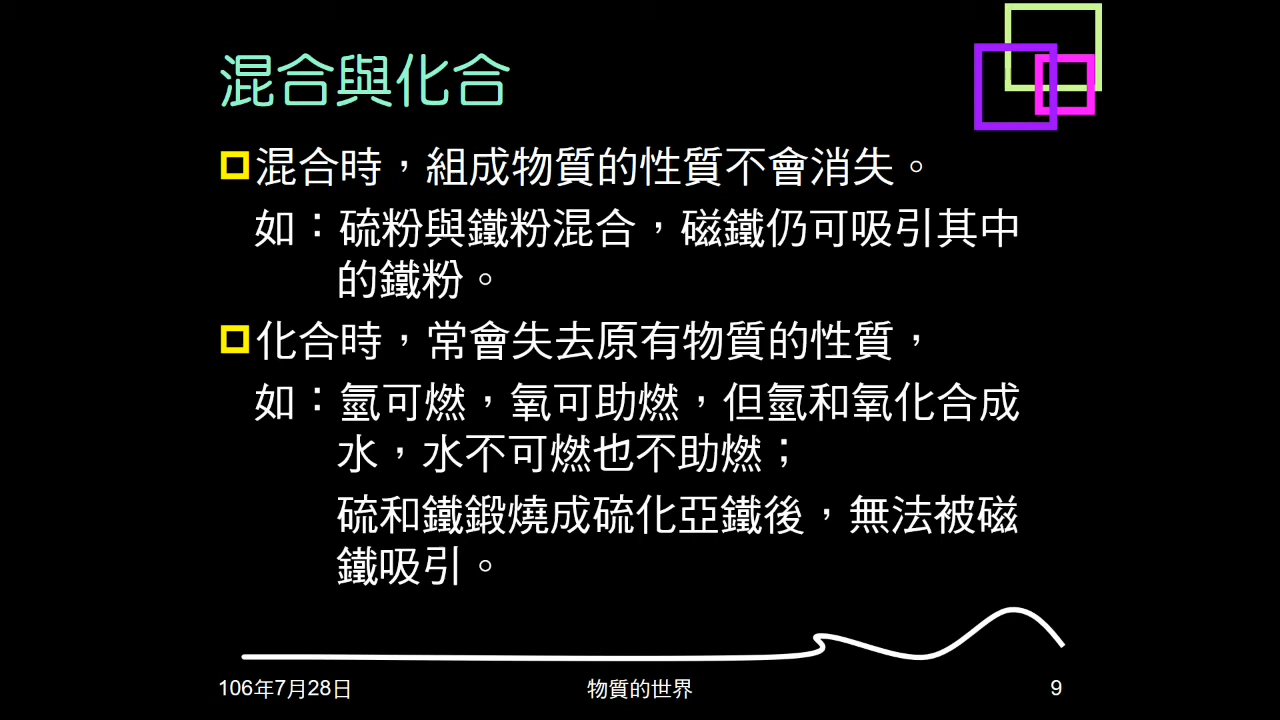 混合與化合
混合時，組成物質的性質不會消失。
如：硫粉與鐵粉混合，磁鐵仍可吸引其中
的鐵粉。
化合時，常會失去原有物質的性質，
如：氫可燃，氧可助燃，但氫和氧化合成
水，水不可燃也不助燃；
硫和鐵鍛燒成硫化亞鐵後，無法被磁
鐵吸引。
106年7月28日
物質的世界
9